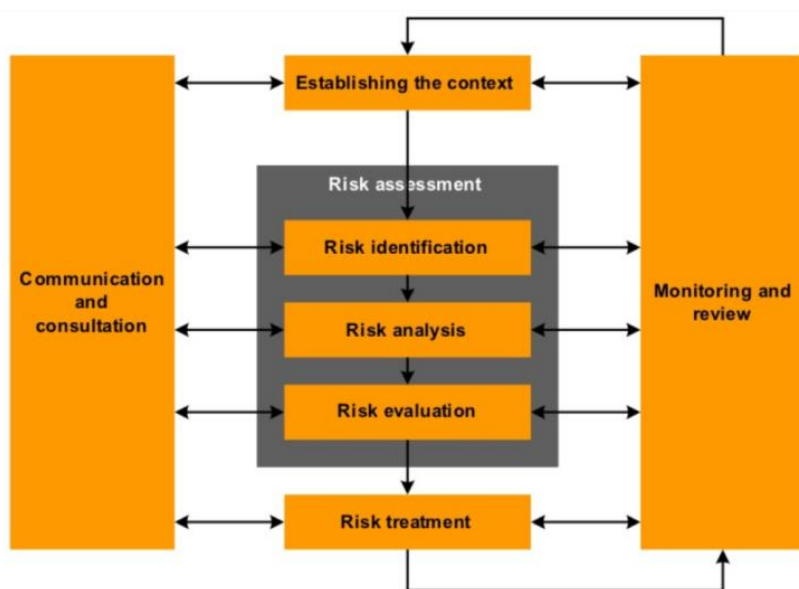 Establishing the context
Risk assessment
Risk identification
Communication
and
consultation
Monitoring and
review
Risk analysis
Risk evaluation
Risk treatment